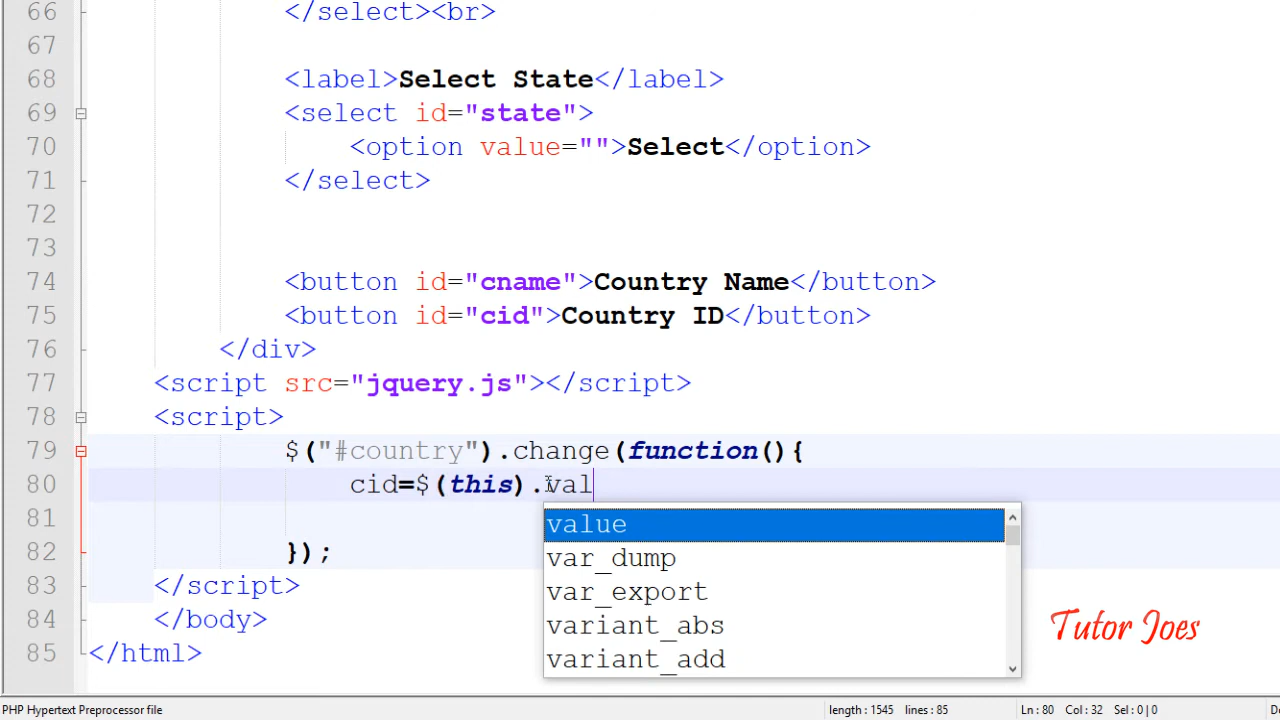 66 </select><br>
67
68 <label>Select State</label>
69 <select id="state">
70 <option value="">Select</option>
71 </select>
72
73
74 <button id="cname">Country Name</button>
75 <button id="cid">Country ID</button>
76 </div>
77 <script src="jquery.js"></script>
78 <script>
79 $("#country").change(function(){
80 cid=$(this).val
81
82 });
83 </script>
84 </body>
85 </html>
value
var_dump
var_export
variant_abs
variant_add
Tutor Joes
PHP Hypertext Preprocessor file length : 1545 lines : 85 Ln : 80 Col : 32 Sel : 0 | 0